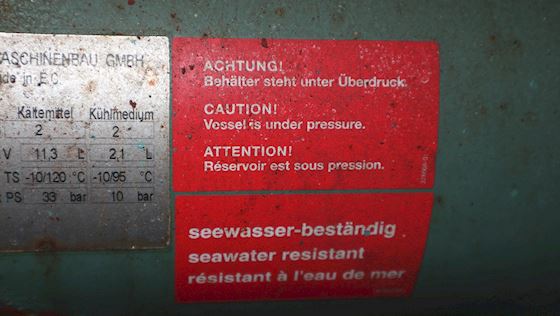 ASCHINENBAU GMBH
de in E.C.
Kältemittel Kühlmedium
2 2
V 11,3 L 2,1 L
TS -10/120 °C -10/95 °C
PS 33 bar 10 bar
ACHTUNG!
Behälter steht unter Überdruck.
CAUTION!
Vessel is under pressure.
ATTENTION!
Réservoir est sous pression.
seewasser-beständig
seawater resistant
résistant à l'eau de mer